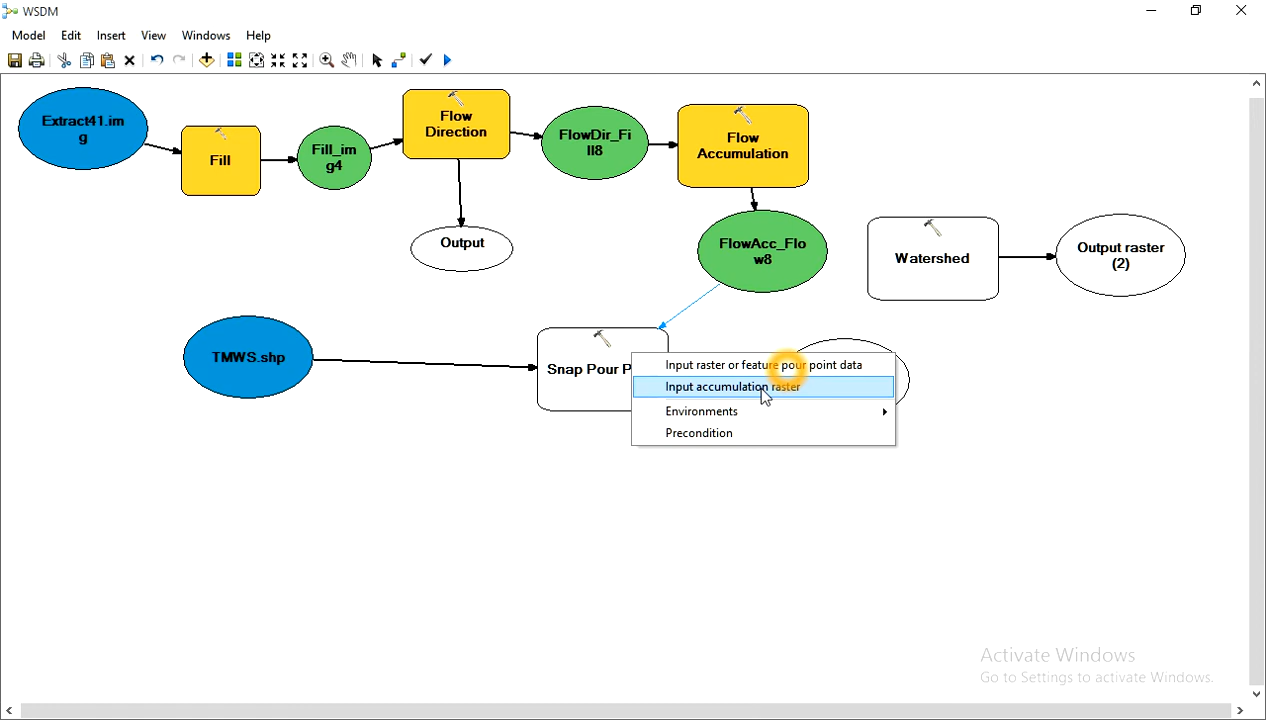 WSDM
Model Edit Insert View Windows Help
Extract41.im
g
Fill
Fill_im
g4
Flow
Direction
FlowDir_Fi
ll8
Flow
Accumulation
Output
FlowAcc_Flo
w8
Watershed
Output raster
(2)
TMWS.shp
Snap Pour P
Input raster or feature pour point data
Input accumulation raster
Environments
Precondition
Activate Windows
Go to Settings to activate Windows.